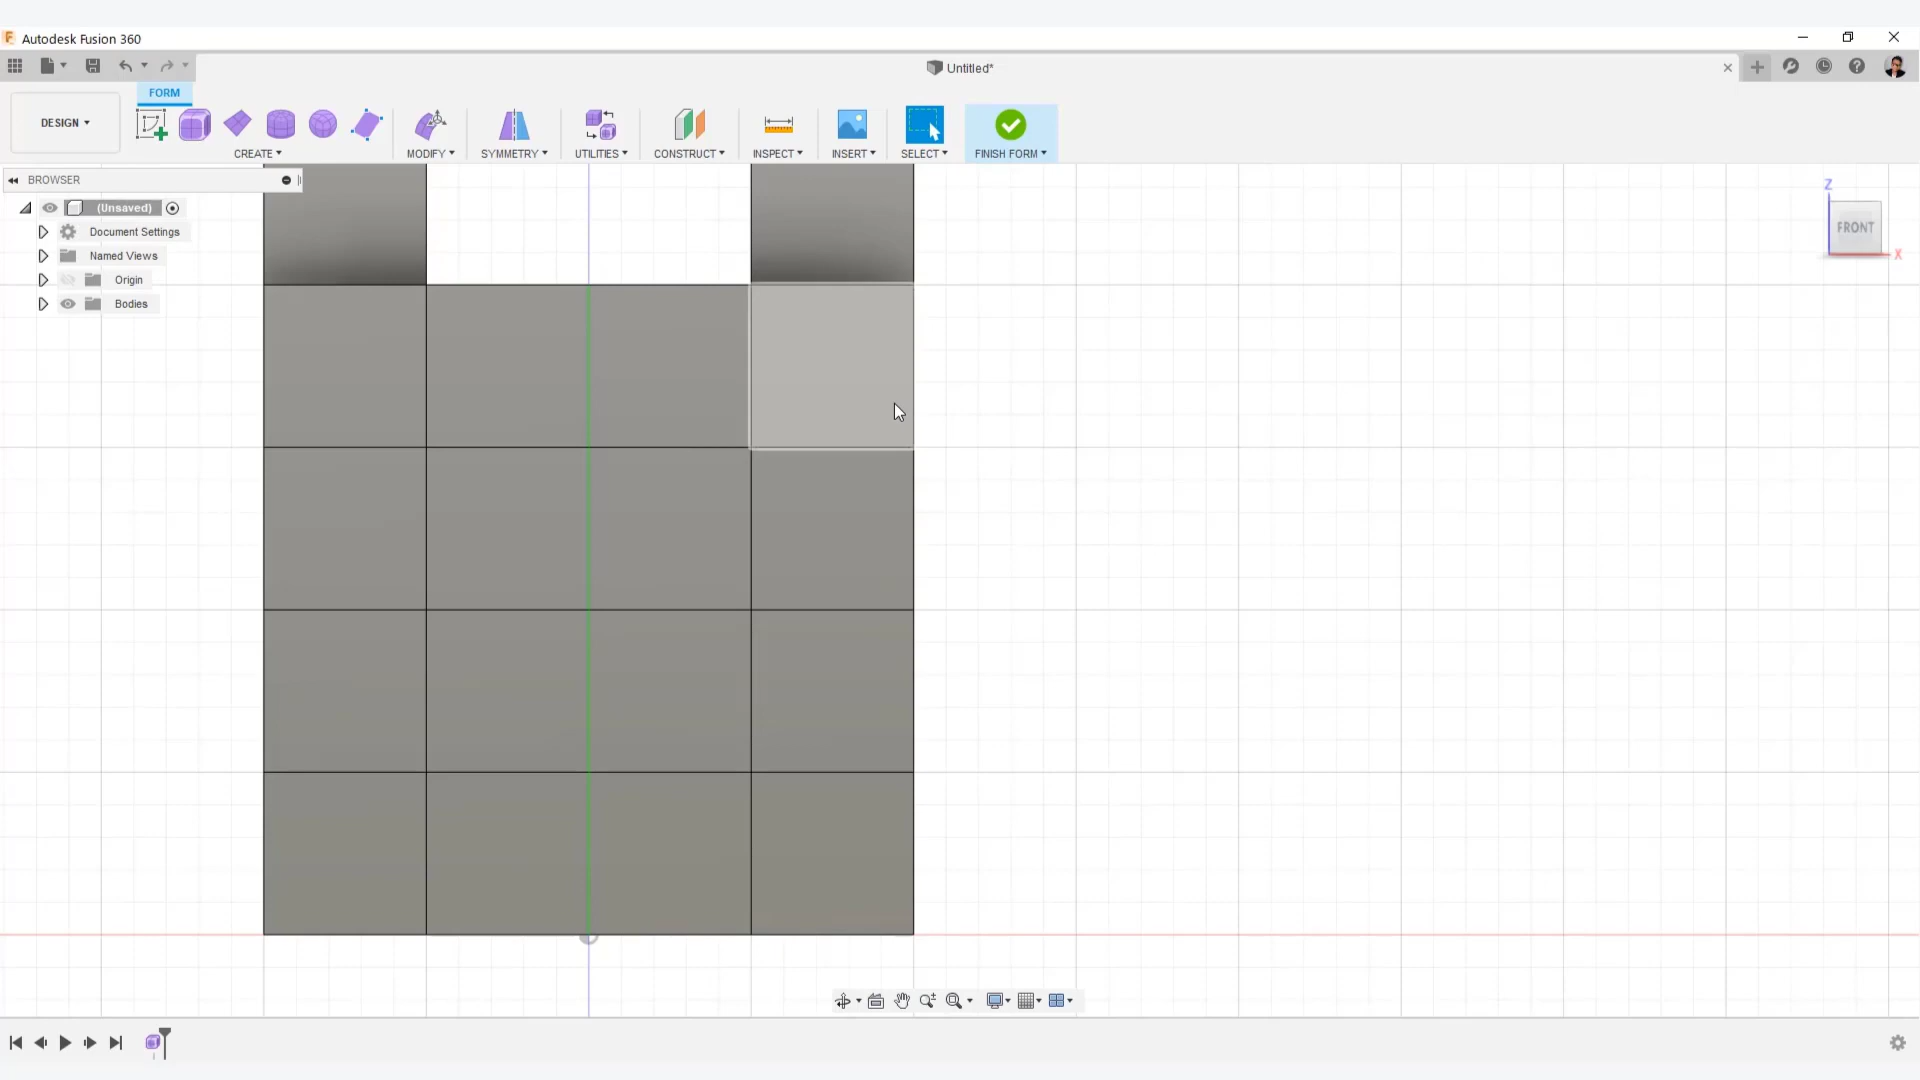 Autodesk Fusion 360
Untitled*
FORM
DESIGN
CREATE
MODIFY
SYMMETRY
UTILITIES
CONSTRUCT
INSPECT
INSERT
SELECT
FINISH FORM
BROWSER
(Unsaved)
Document Settings
Named Views
Origin
Bodies
Z
FRONT
X